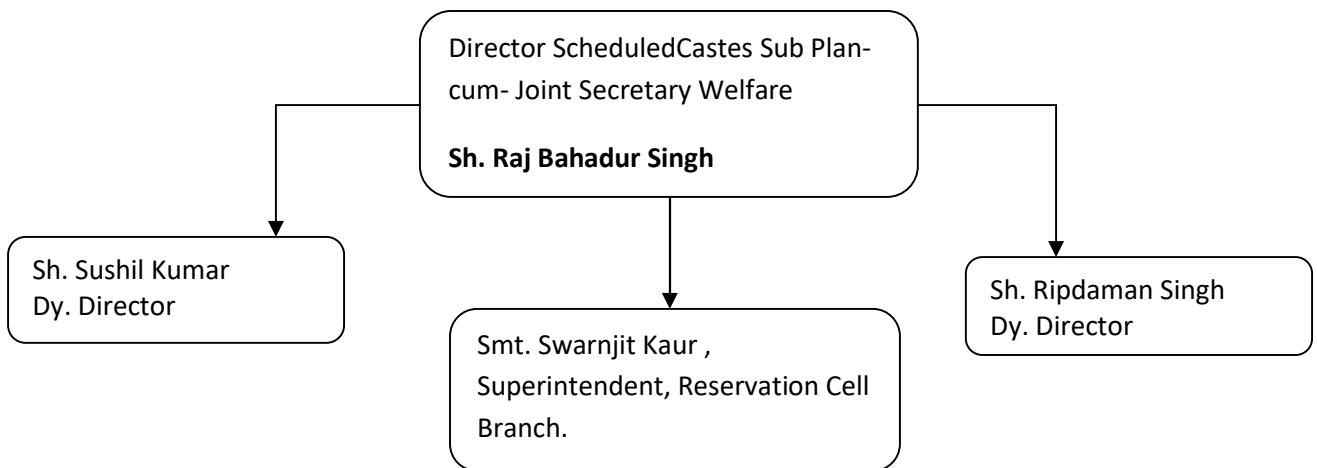 Director ScheduledCastes Sub Plan-
cum- Joint Secretary Welfare
Sh. Raj Bahadur Singh
Sh. Sushil Kumar
Dy. Director
Smt. Swarnjit Kaur ,
Superintendent, Reservation Cell
Branch.
Sh. Ripdaman Singh
Dy. Director